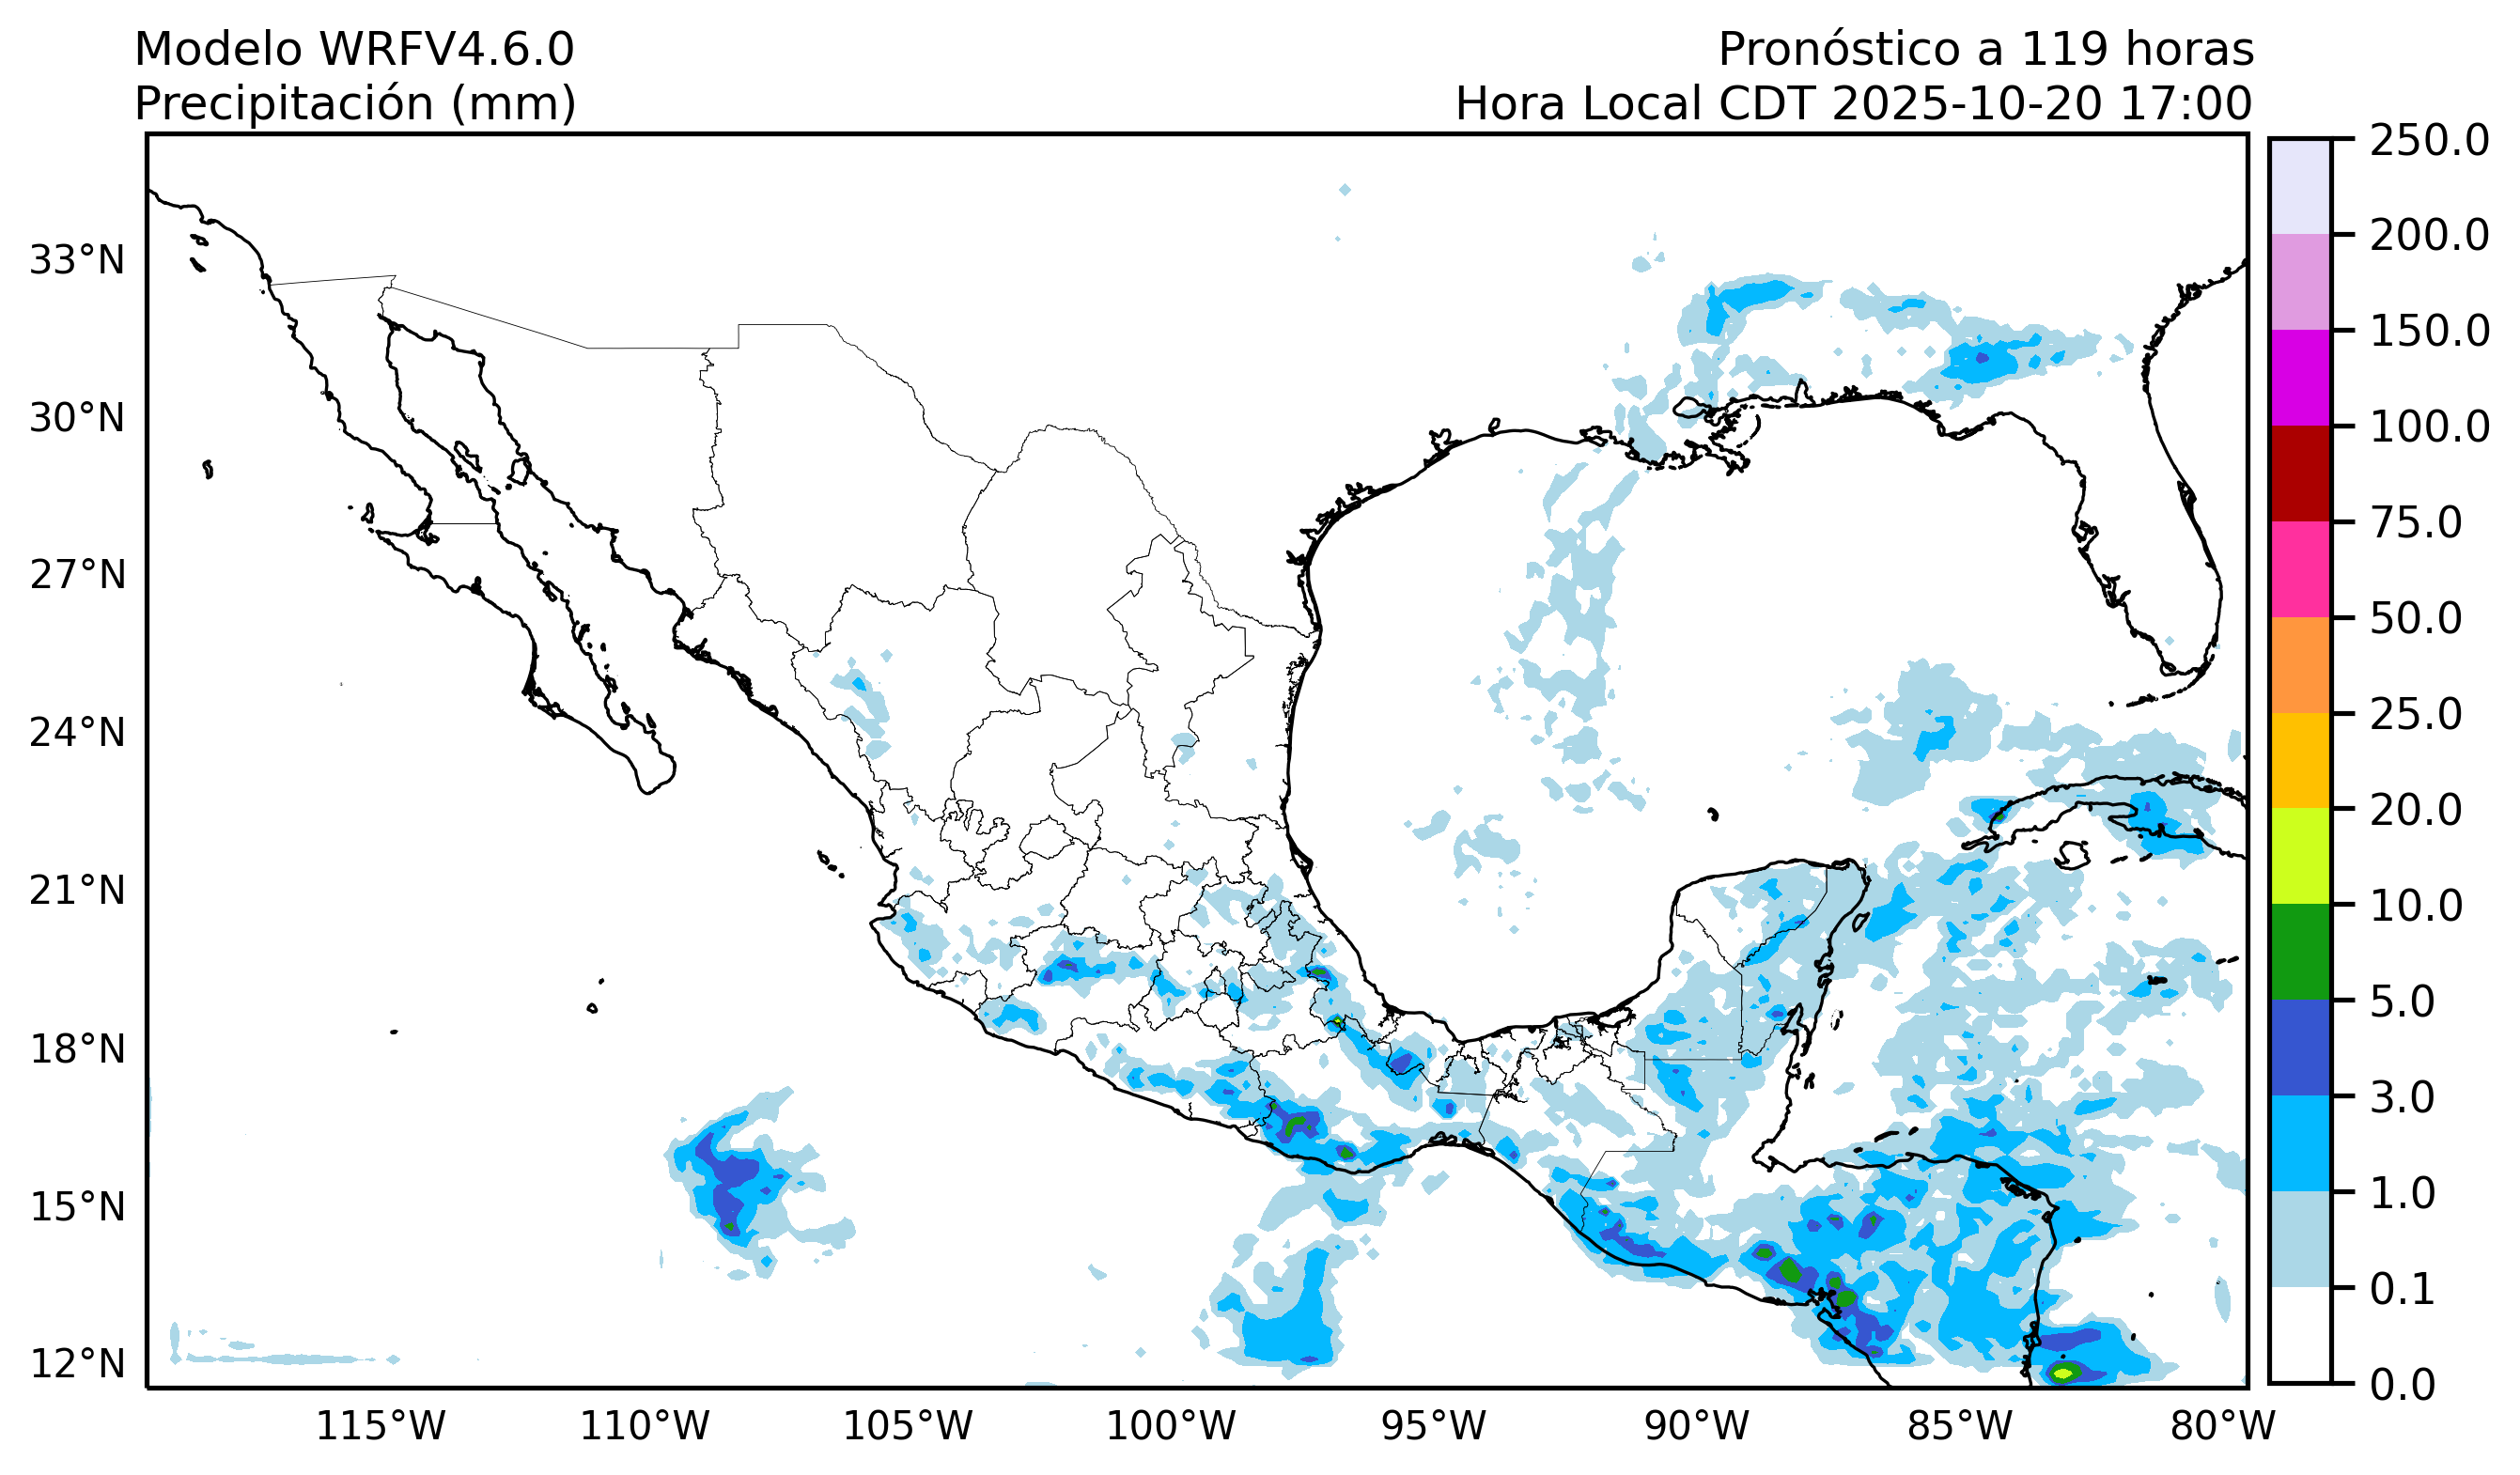 Modelo WRFV4.6.0
Precipitación (mm)
Pronóstico a 119 horas
Hora Local CDT 2025-10-20 17:00
33°N
30°N
27°N
24°N
21°N
18°N
15°N
12°N
115°W
110°W
105°W
100°W
95°W
90°W
85°W
80°W
250.0
200.0
150.0
100.0
75.0
50.0
25.0
20.0
10.0
5.0
3.0
1.0
0.1
0.0